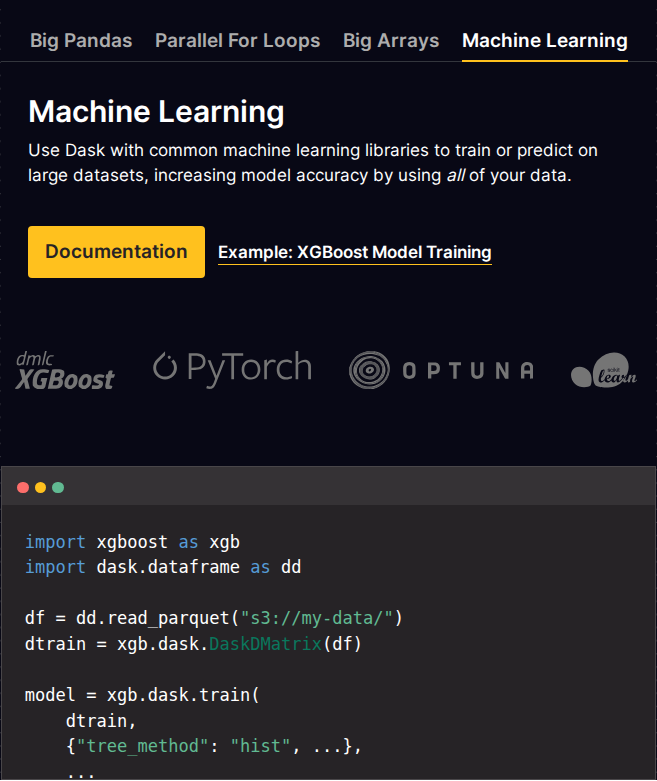 Big Pandas Parallel For Loops Big Arrays Machine Learning
Machine Learning
Use Dask with common machine learning libraries to train or predict on
large datasets, increasing model accuracy by using all of your data.
Documentation Example: XGBoost Model Training
dmlc
XGBoost PyTorch OPTUNA scikit learn
import xgboost as xgb
import dask.dataframe as dd
df = dd.read_parquet("s3://my-data/")
dtrain = xgb.dask.DaskDMatrix(df)
model = xgb.dask.train(
    dtrain,
    {"tree_method": "hist", ...},
    ...